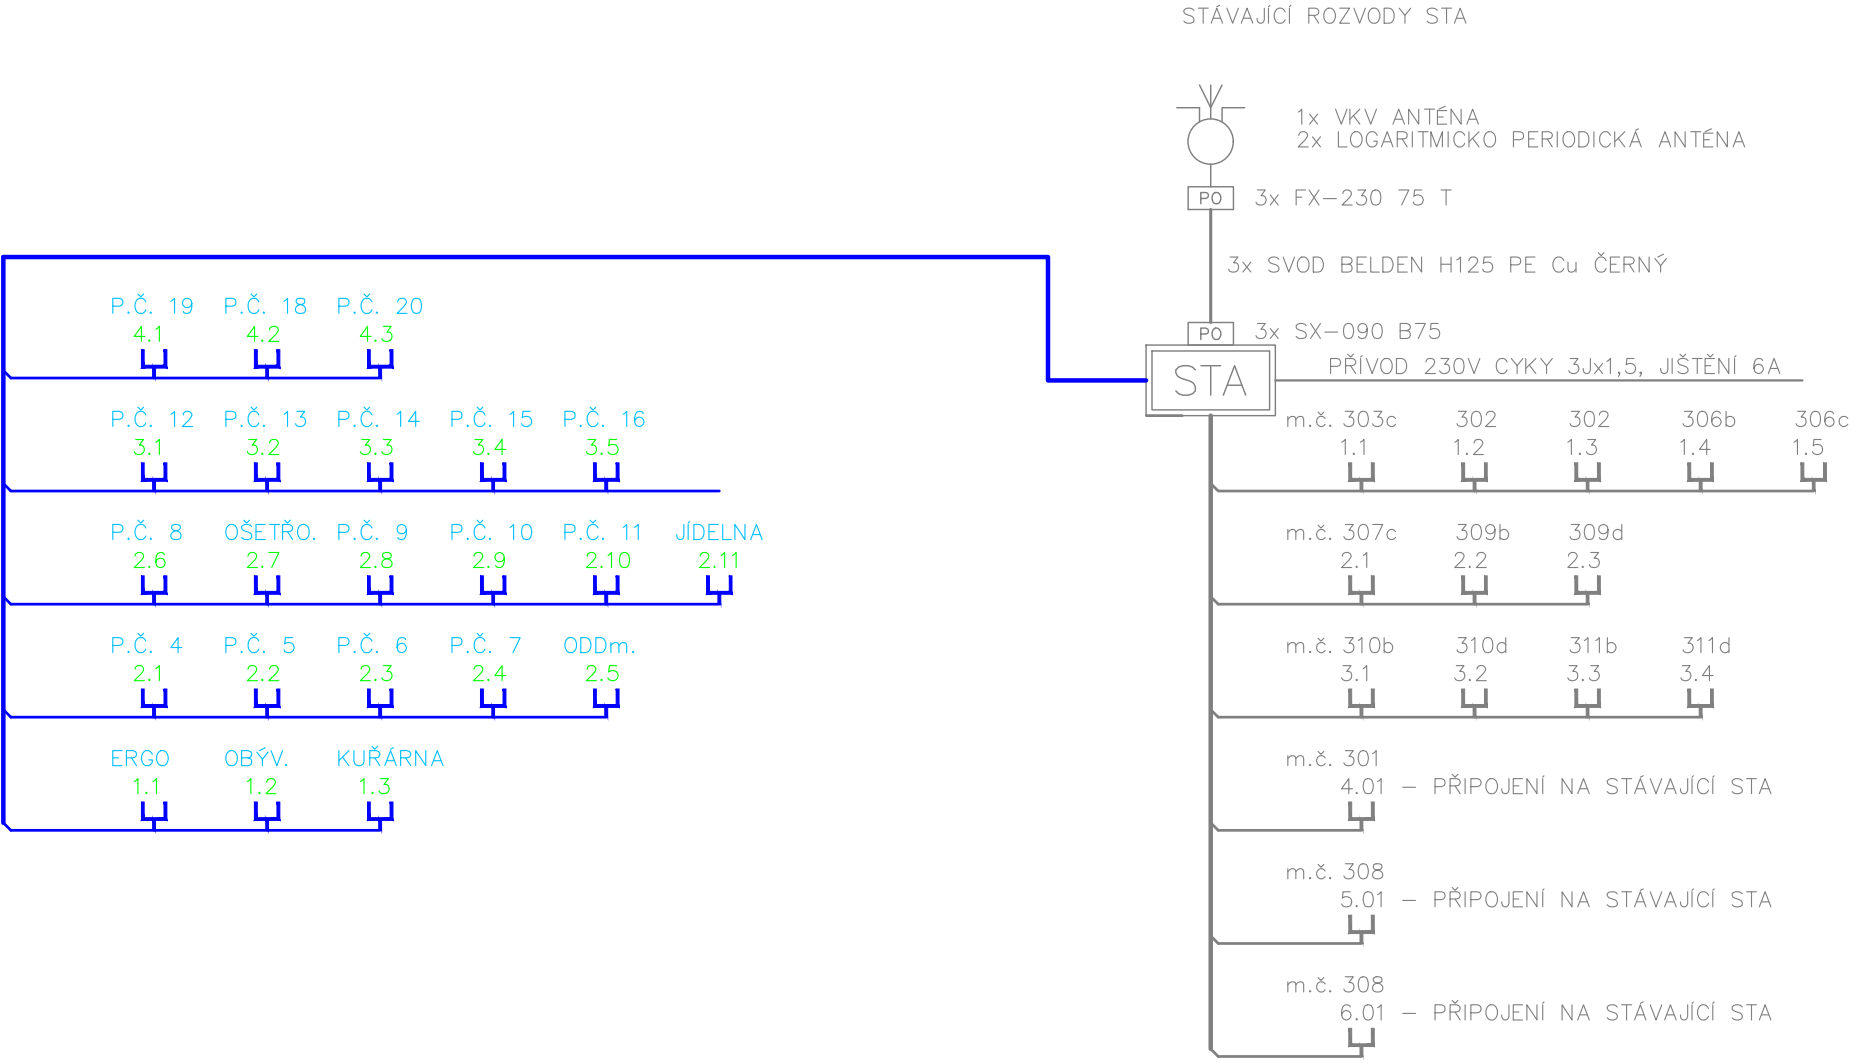 STÁVAJÍCÍ ROZVODY STA
1x VKV ANTÉNA
2x LOGARITMICKO PERIODICKÁ ANTÉNA
PO 3x FX-230 75 T
3x SVOD BELDEN H125 PE Cu ČERNÝ
PO 3x SX-090 B75
STA
PŘÍVOD 230V CYKY 3Jx1,5, JIŠTĚNÍ 6A
P.Č. 19 P.Č. 18 P.Č. 20
4.1 4.2 4.3
P.Č. 12 P.Č. 13 P.Č. 14 P.Č. 15 P.Č. 16
3.1 3.2 3.3 3.4 3.5
P.Č. 8 OŠETŘO. P.Č. 9 P.Č. 10 P.Č. 11 JÍDELNA
2.6 2.7 2.8 2.9 2.10 2.11
P.Č. 4 P.Č. 5 P.Č. 6 P.Č. 7 ODDm.
2.1 2.2 2.3 2.4 2.5
ERGO OBÝV. KUŘÁRNA
1.1 1.2 1.3
m.č. 303c 302 302 306b 306c
1.1 1.2 1.3 1.4 1.5
m.č. 307c 309b 309d
2.1 2.2 2.3
m.č. 310b 310d 311b 311d
3.1 3.2 3.3 3.4
m.č. 301
4.01 – PŘIPOJENÍ NA STÁVAJÍCÍ STA
m.č. 308
5.01 – PŘIPOJENÍ NA STÁVAJÍCÍ STA
m.č. 308
6.01 – PŘIPOJENÍ NA STÁVAJÍCÍ STA